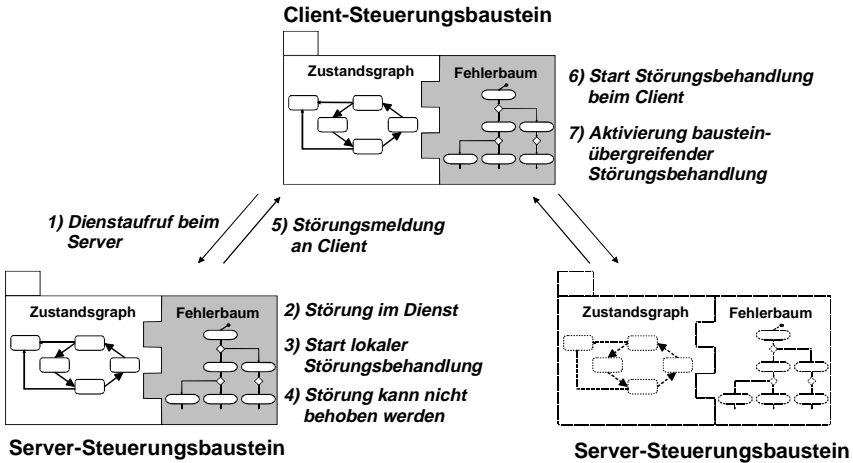 Client-Steuerungsbaustein
Zustandsgraph
Fehlerbaum
6) Start Störungsbehandlung
beim Client
7) Aktivierung baustein-
übergreifender
Störungsbehandlung
1) Dienstaufruf beim
Server
5) Störungsmeldung
an Client
Zustandsgraph
Fehlerbaum
2) Störung im Dienst
3) Start lokaler
Störungsbehandlung
4) Störung kann nicht
behoben werden
Server-Steuerungsbaustein
Zustandsgraph
Fehlerbaum
Server-Steuerungsbaustein